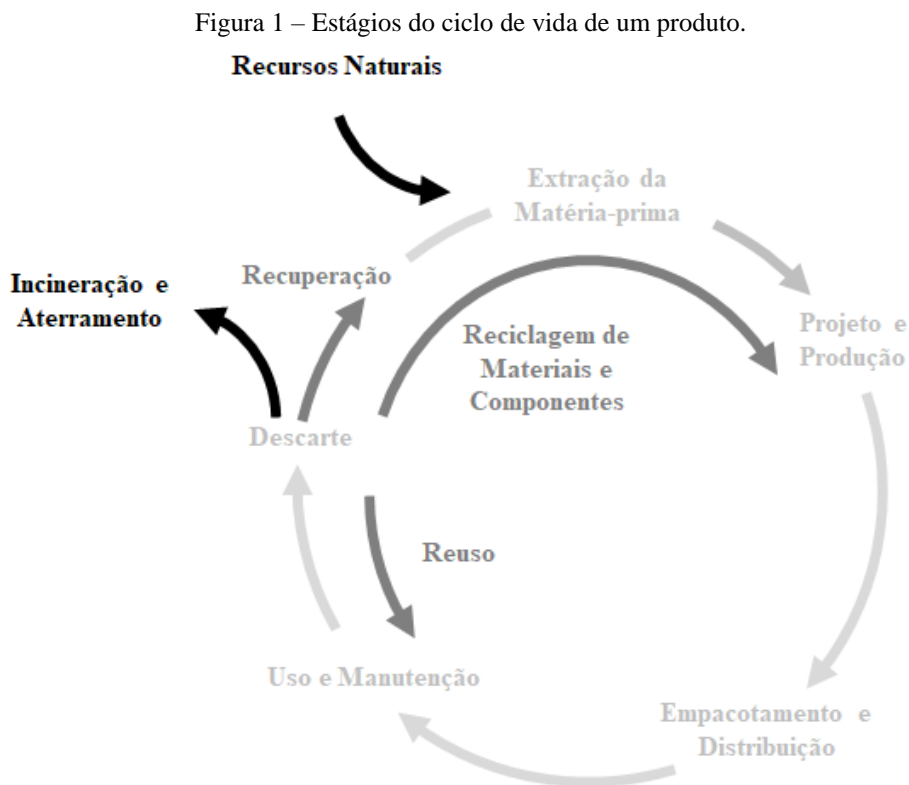 Figura 1 – Estágios do ciclo de vida de um produto.
Recursos Naturais
Extração da
Matéria-prima
Recuperação
Incineração e
Aterramento
Projeto e
Produção
Reciclagem de
Materiais e
Componentes
Descarte
Reuso
Uso e Manutenção
Empacotamento e
Distribuição